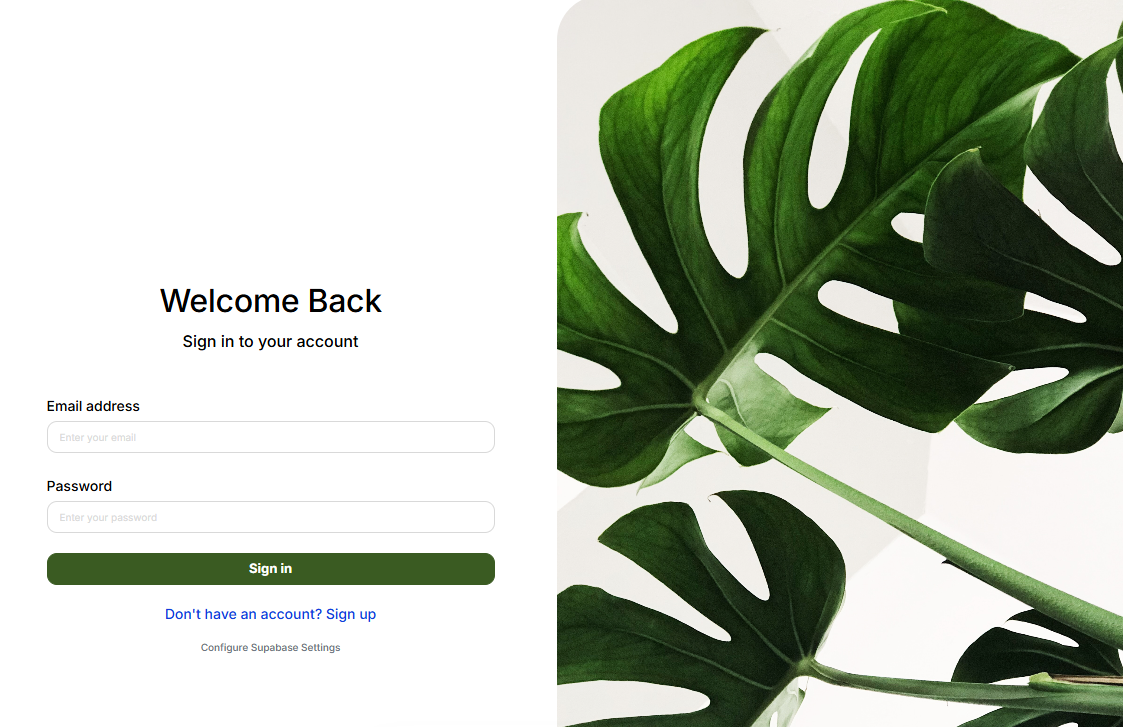 Welcome Back
Sign in to your account
Email address
Enter your email
Password
Enter your password
Sign in
Don't have an account? Sign up
Configure Supabase Settings